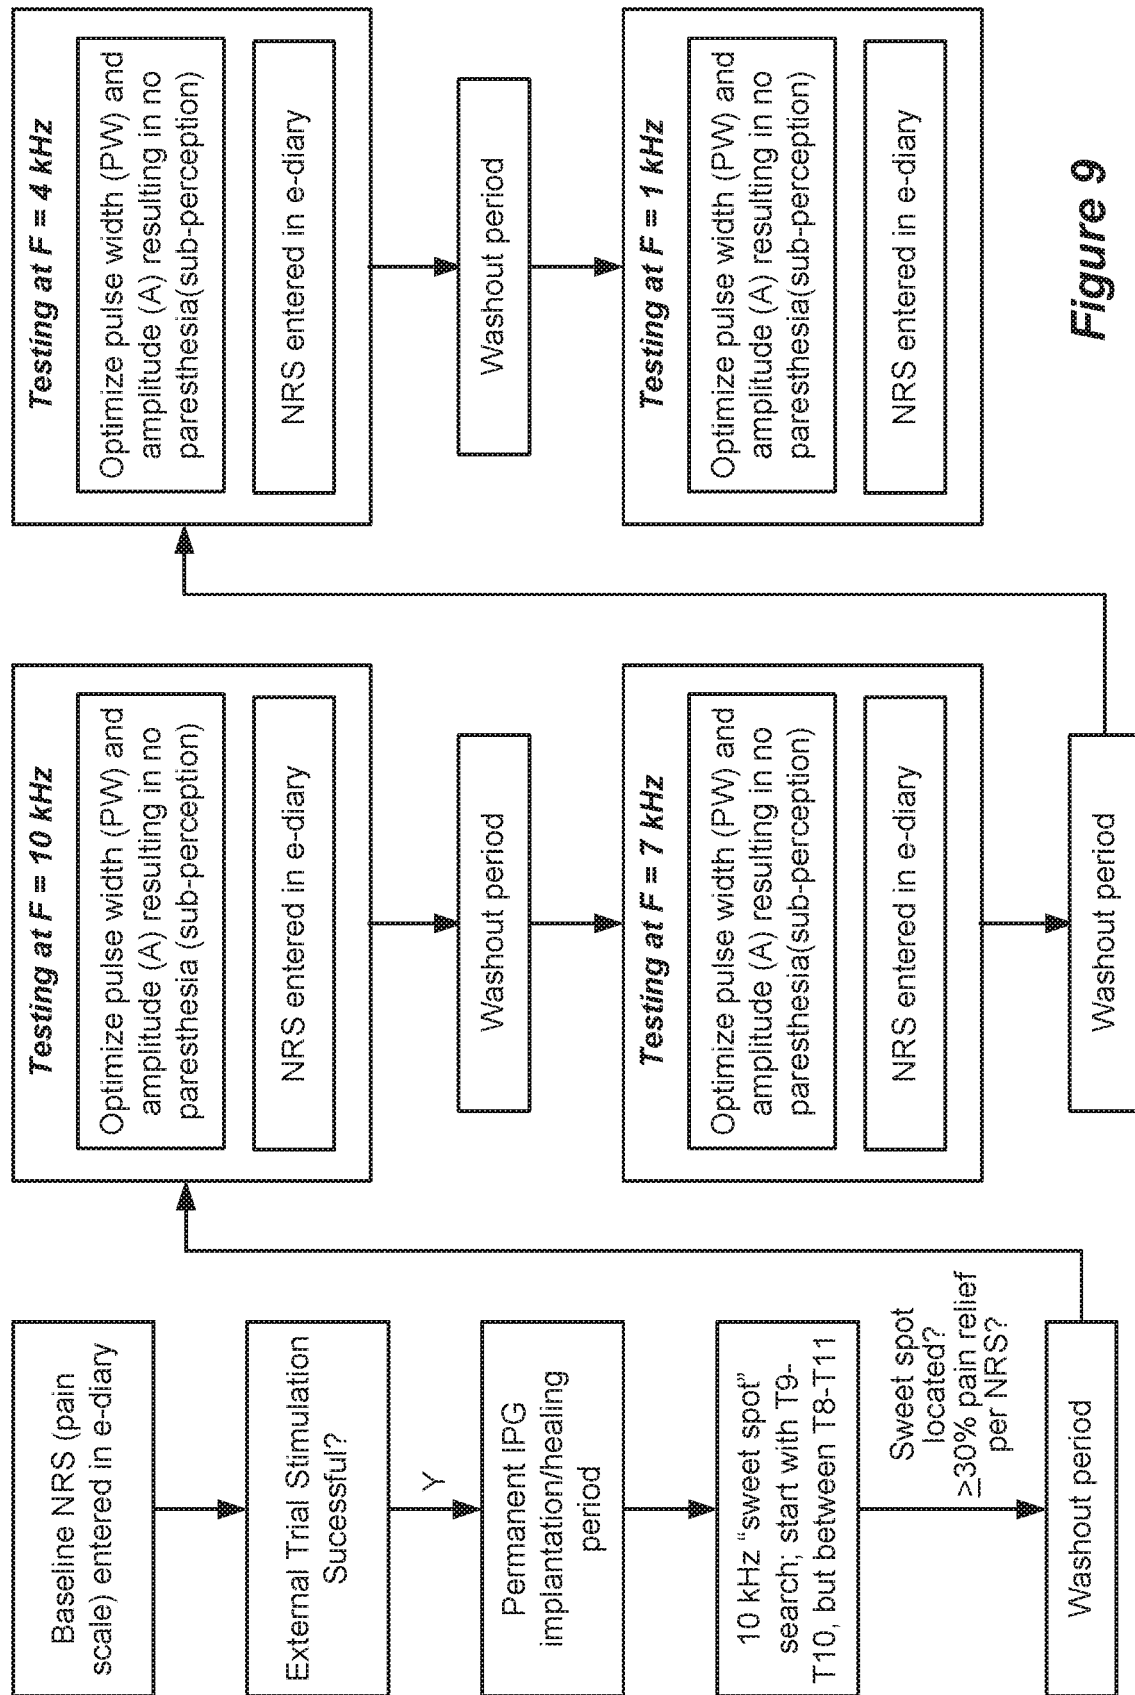 Baseline NRS (pain
scale) entered in e-diary)
External Trial Stimulation
Sucessful?
Y
Permanent IPG
implantation/healing
period
10 kHz “sweet spot”
search; start with T9-
T10, but between T8-T11
Sweet spot
located?
≥30% pain relief
per NRS?
Washout period
Testing at F = 10 kHz
Optimize pulse width (PW) and
amplitude (A) resulting in no
paresthesia (sub-perception)
NRS entered in e-diary
Washout period
Testing at F = 7 kHz
Optimize pulse width (PW) and
amplitude (A) resulting in no
paresthesia(sub-perception)
NRS entered in e-diary
Washout period
Testing at F = 4 kHz
Optimize pulse width (PW) and
amplitude (A) resulting in no
paresthesia(sub-perception)
NRS entered in e-diary
Washout period
Testing at F = 1 kHz
Optimize pulse width (PW) and
amplitude (A) resulting in no
paresthesia(sub-perception)
NRS entered in e-diary
Figure 9